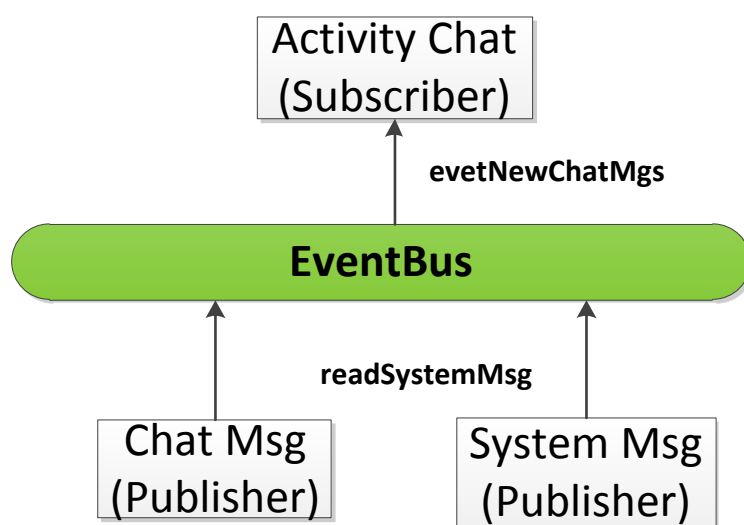 Activity Chat
(Subscriber)
evetNewChatMgs
EventBus
readSystemMsg
Chat Msg
(Publisher)
System Msg
(Publisher)